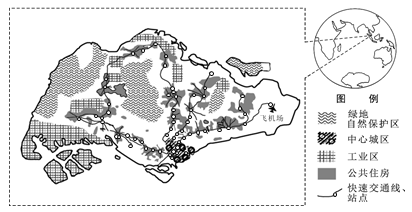 飞机场
图 例
绿地
自然保护区
中心城区
工业区
公共住房
快速交通线、
站点